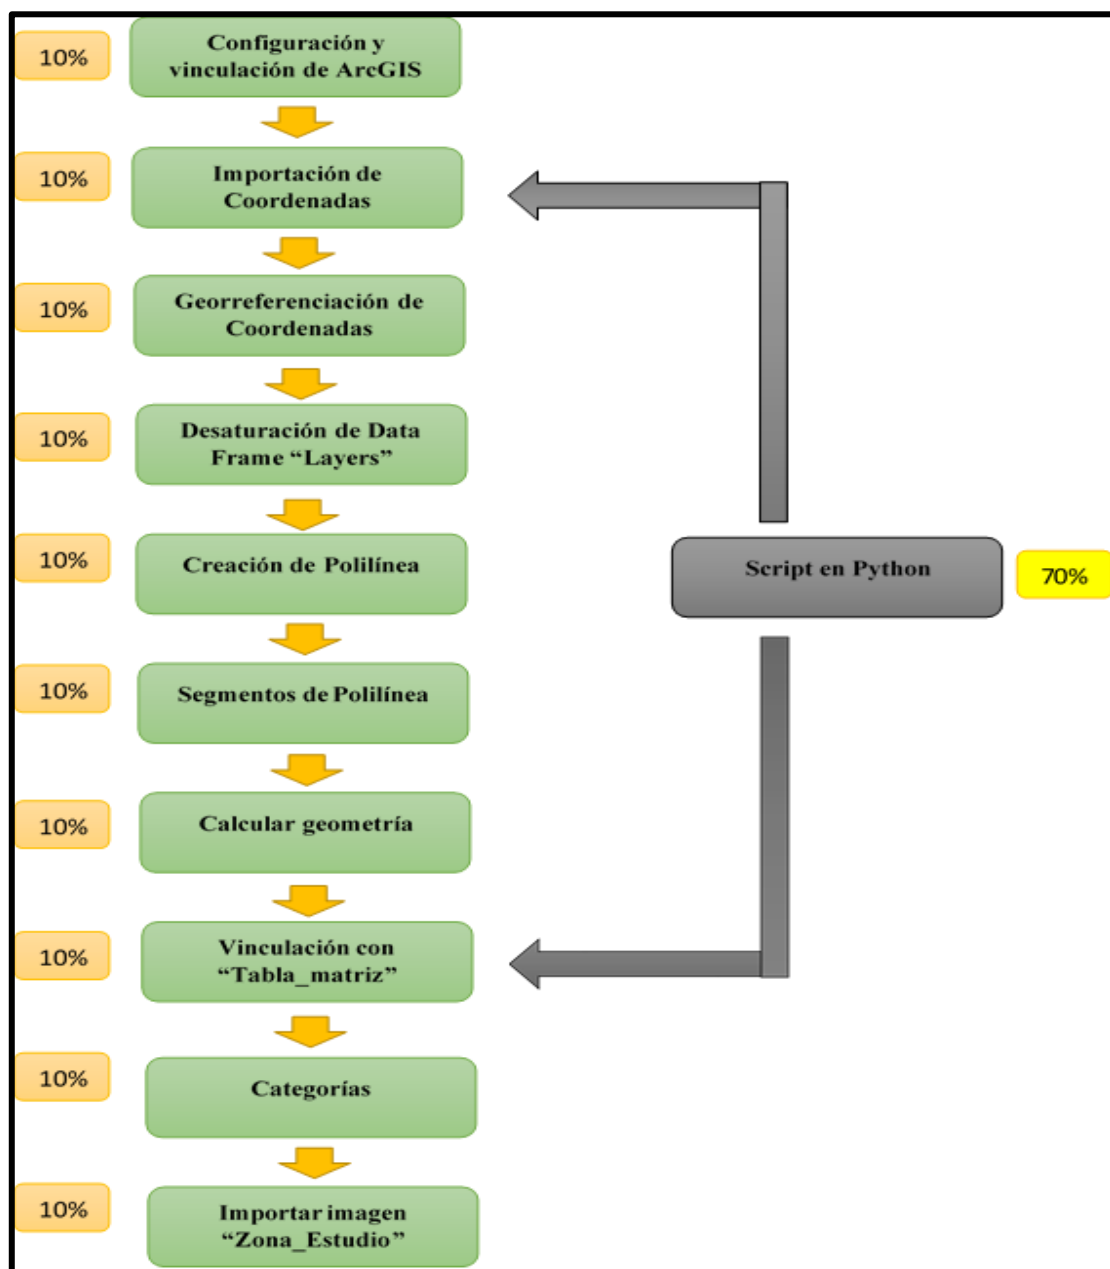 10%
Configuración y
vinculación de ArcGIS
10%
Importación de
Coordenadas
10%
Georreferenciación de
Coordenadas
10%
Desaturación de Data
Frame “Layers”
10%
Creación de Polilínea
Script en Python
70%
10%
Segmentos de Polilínea
10%
Calcular geometría
10%
Vinculación con
“Tabla_matriz”
10%
Categorías
10%
Importar imagen
“Zona_Estudio”